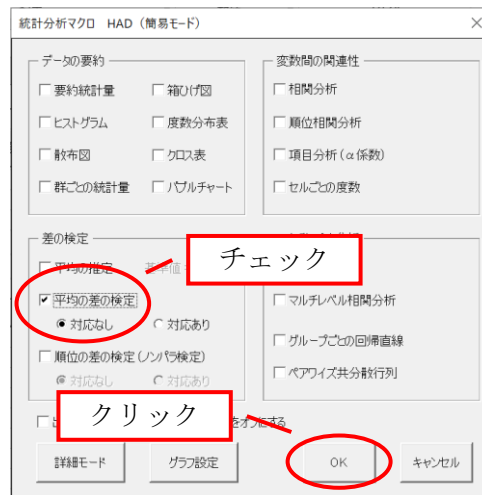 統計分析マクロ HAD (簡易モード)
データの要約
要約統計量 箱ひげ図
ヒストグラム 度数分布表
散布図 クロス表
群ごとの統計量 バブルチャート
変数間の関連性
相関分析
順位相関分析
項目分析(α係数)
セルごとの度数
差の検定
平均の推定 基準値
チェック
平均の差の検定
対応なし 対応あり
順位の差の検定(ノンパラ検定)
対応なし 対応あり
マルチレベル相関分析
グループごとの回帰直線
ペアワイズ共分散行列
クリック
をオフにする
詳細モード グラフ設定 OK キャンセル